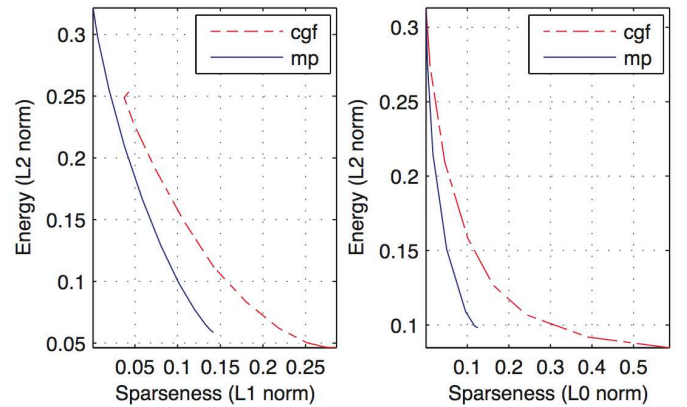 cgf
mp
0.3
0.25
0.2
0.15
0.1
0.05
Energy (L2 norm)
0.05 0.1 0.15 0.2 0.25
Sparseness (L1 norm)
cgf
mp
0.3
0.2
0.15
0.1
Energy (L2 norm)
0.1 0.2 0.3 0.4 0.5
Sparseness (L0 norm)